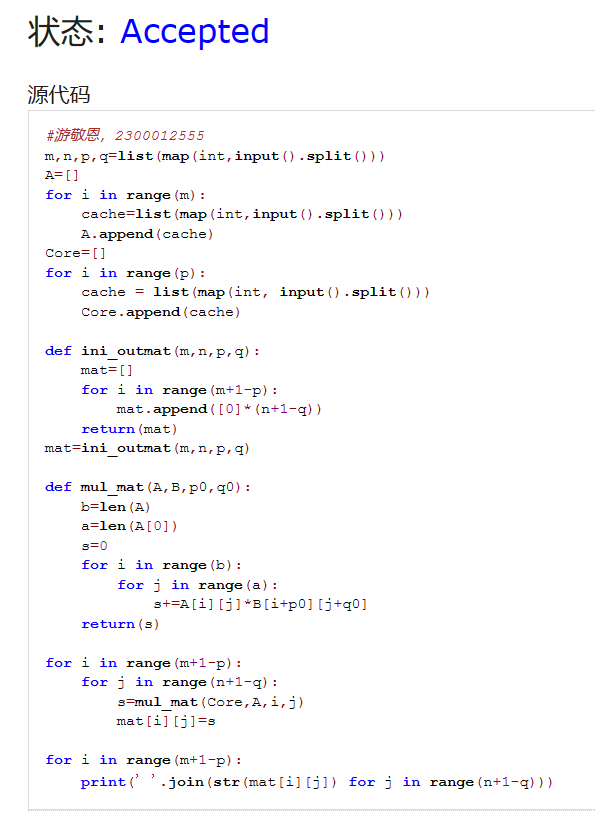 状态: Accepted
源代码
#游敬恩, 2300012555
m,n,p,q=list(map(int,input().split()))
A=[]
for i in range(m):
    cache=list(map(int,input().split()))
    A.append(cache)
Core=[]
for i in range(p):
    cache = list(map(int, input().split()))
    Core.append(cache)

def ini_outmat(m,n,p,q):
    mat=[]
    for i in range(m+1-p):
        mat.append([0]*(n+1-q))
    return(mat)
mat=ini_outmat(m,n,p,q)

def mul_mat(A,B,p0,q0):
    b=len(A)
    a=len(A[0])
    s=0
    for i in range(b):
        for j in range(a):
            s+=A[i][j]*B[i+p0][j+q0]
    return(s)

for i in range(m+1-p):
    for j in range(n+1-q):
        s=mul_mat(Core,A,i,j)
        mat[i][j]=s

for i in range(m+1-p):
    print(' '.join(str(mat[i][j]) for j in range(n+1-q)))